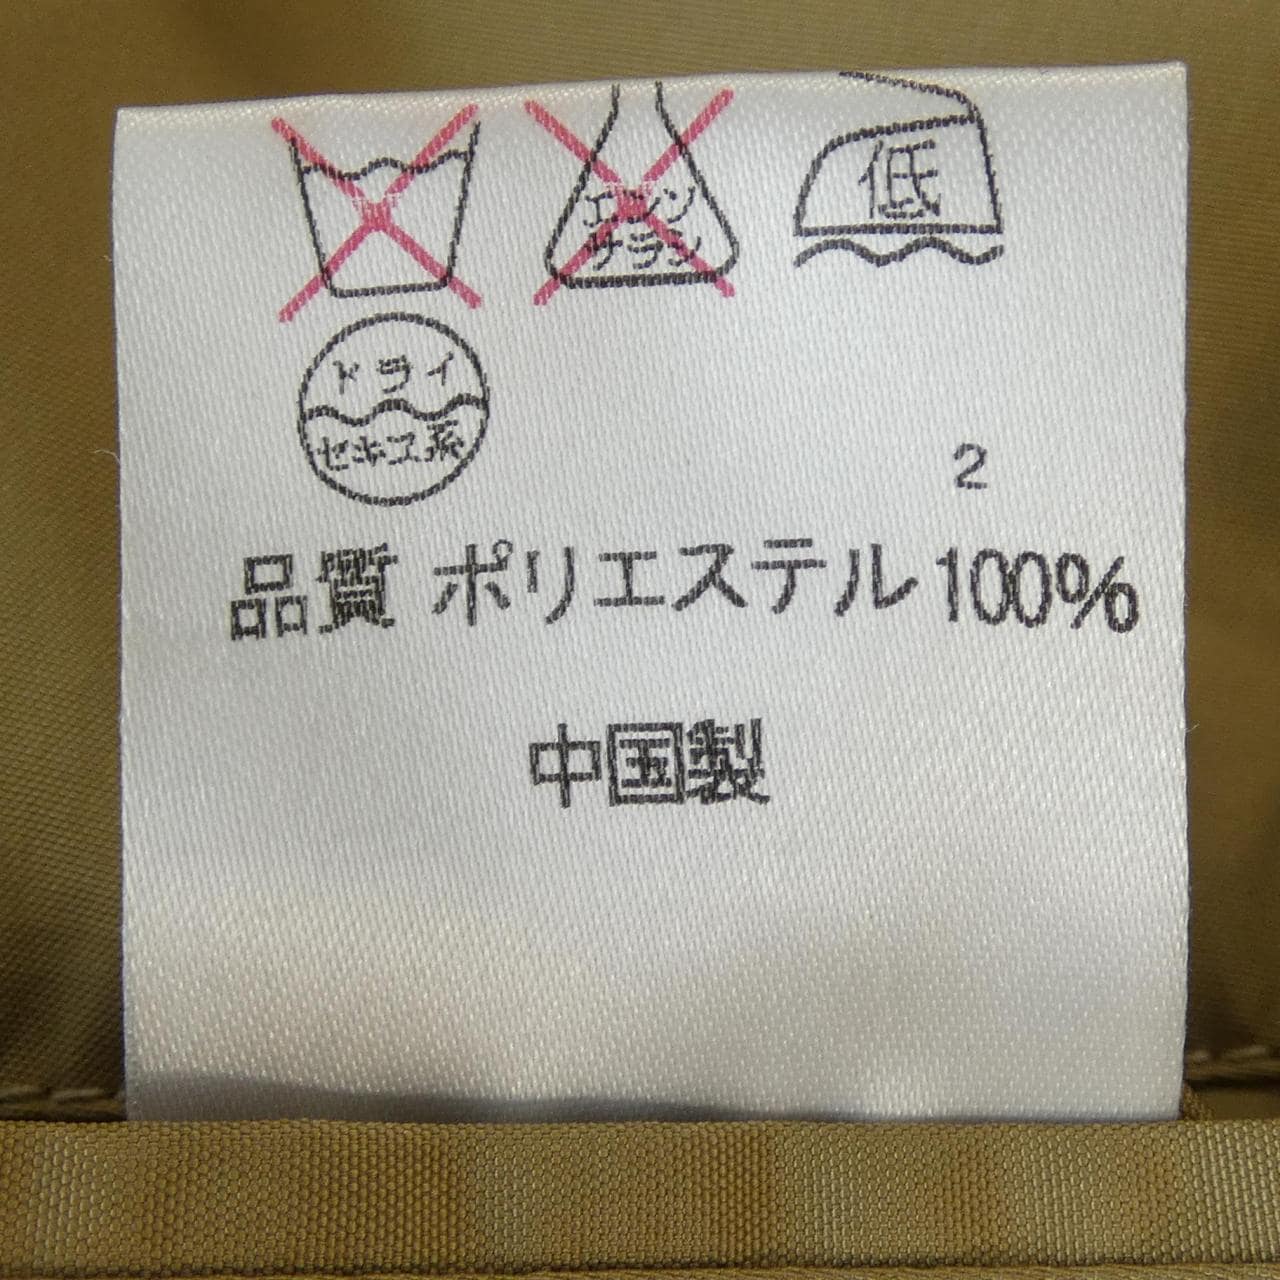 エンソ
サラシ
低
ドライ
セキユ系
2
品質 ポリエステル100%
中国製